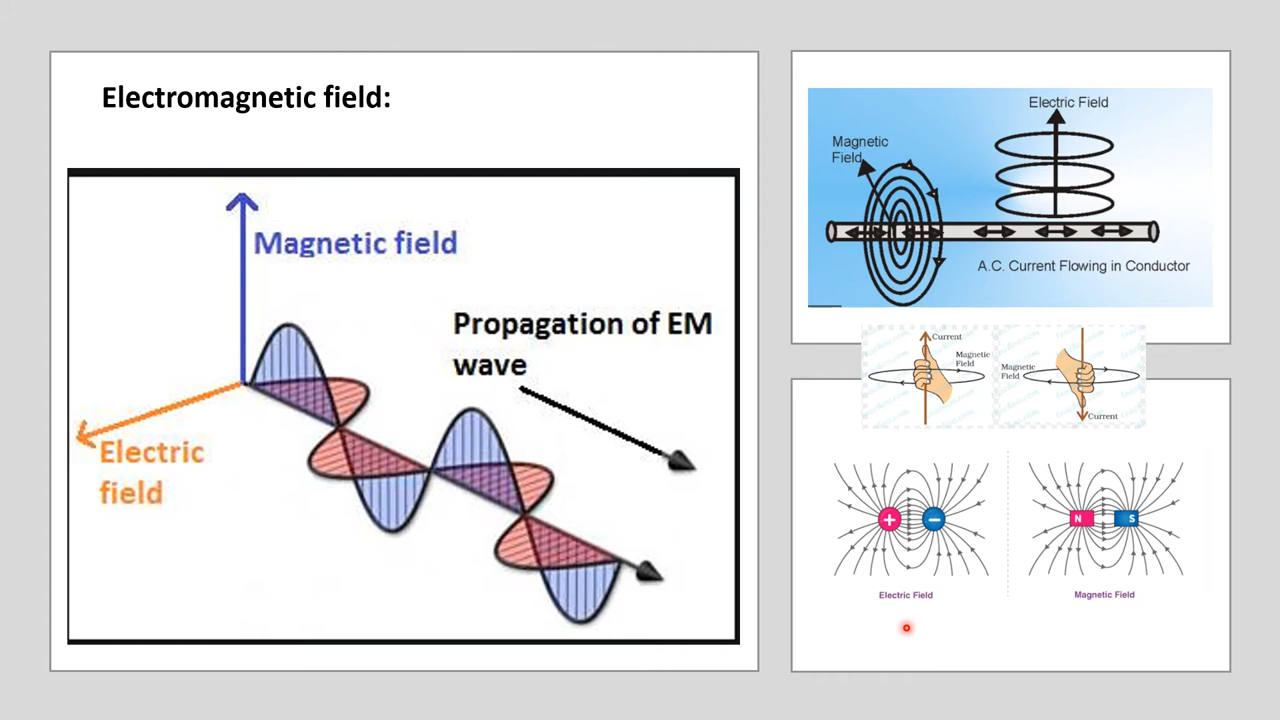 Electromagnetic field:
Magnetic field
Propagation of EM
wave
Electric
field
Electric Field
Magnetic
Field
A.C. Current Flowing in Conductor
Current
Magnetic
Field
Magnetic
Field
Current
+
−
N
S
Electric Field
Magnetic Field